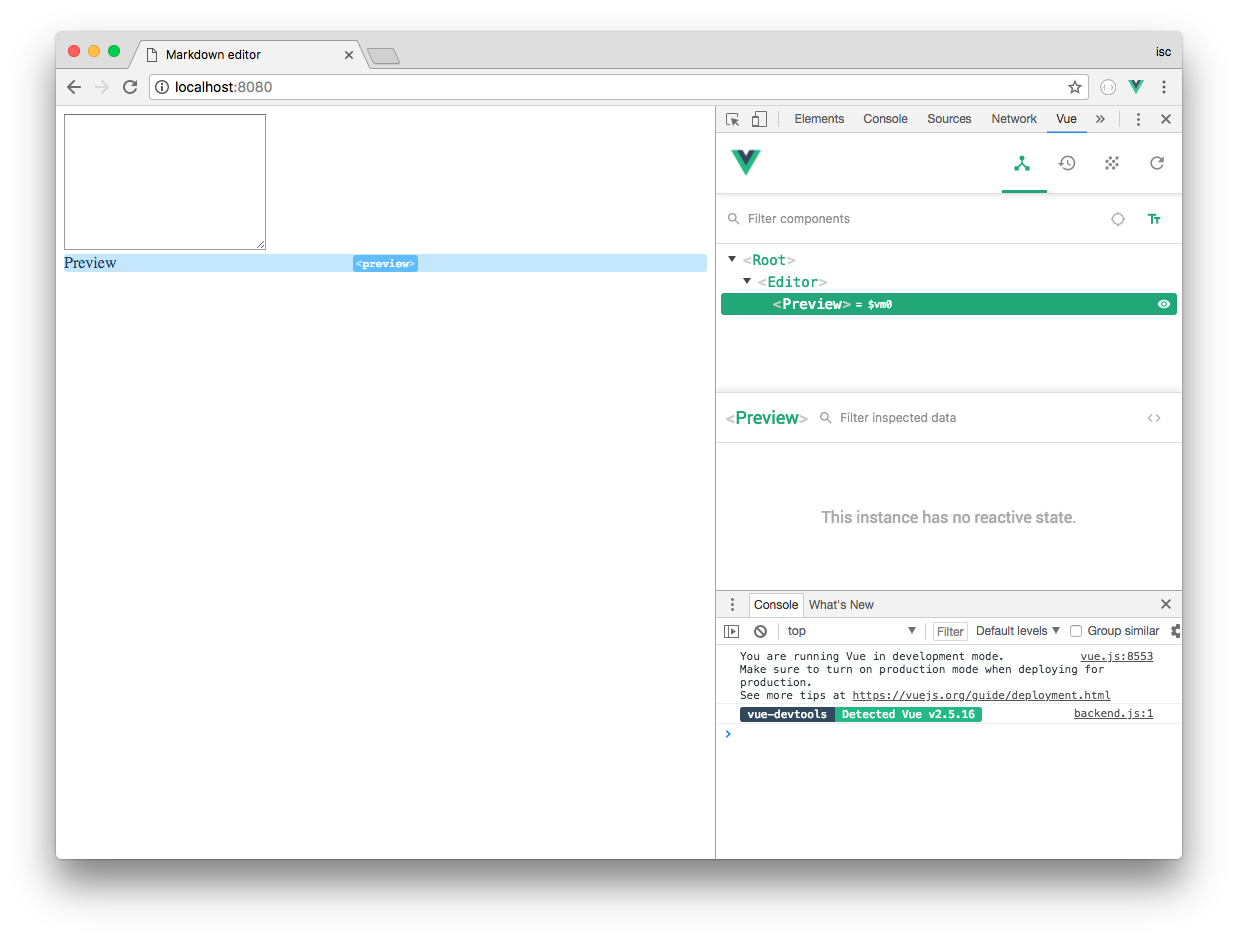 Markdown editor
isc
localhost:8080
Elements Console Sources Network Vue
Filter components
<Root>
<Editor>
<Preview> = $vm0
Preview
<preview>
<Preview> Filter inspected data
This instance has no reactive state.
Console What's New
top Filter Default levels Group similar
You are running Vue in development mode. vue.js:8553
Make sure to turn on production mode when deploying for
production.
See more tips at https://vuejs.org/guide/deployment.html
vue-devtools Detected Vue v2.5.16 backend.js:1